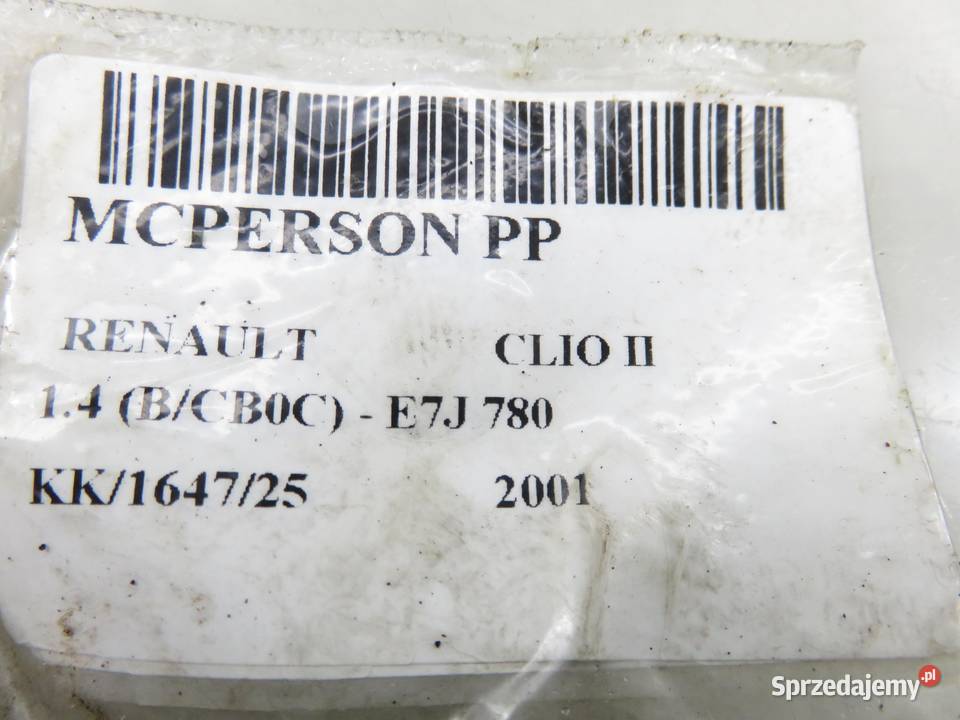 MCPERSON PP
RENAULT CLIO II
1.4 (B/CB0C) - E7J 780
KK/1647/25 2001
Sprzedajemy.pl